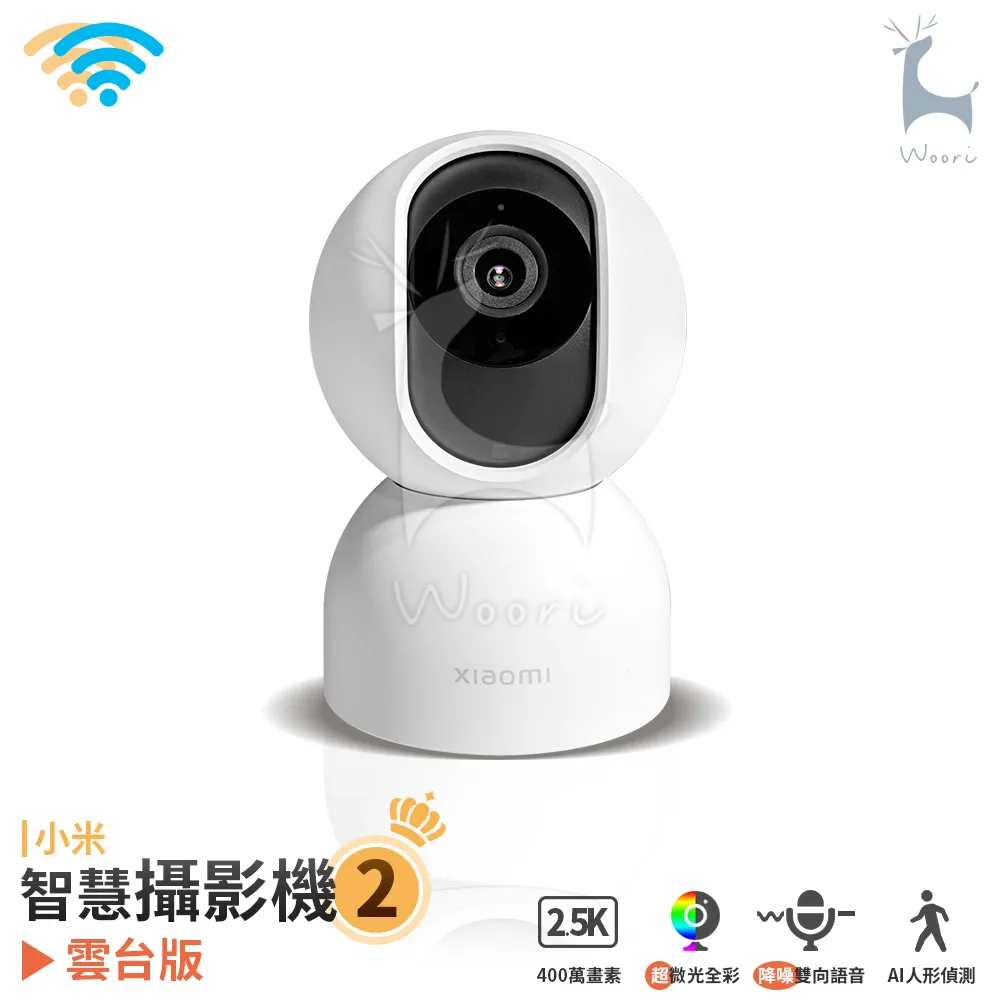 Woori
Woori
xiaomi
小米
智慧攝影機2
雲台版
2.5K
400萬畫素
超微光全彩
降噪雙向語音
AI人形偵測